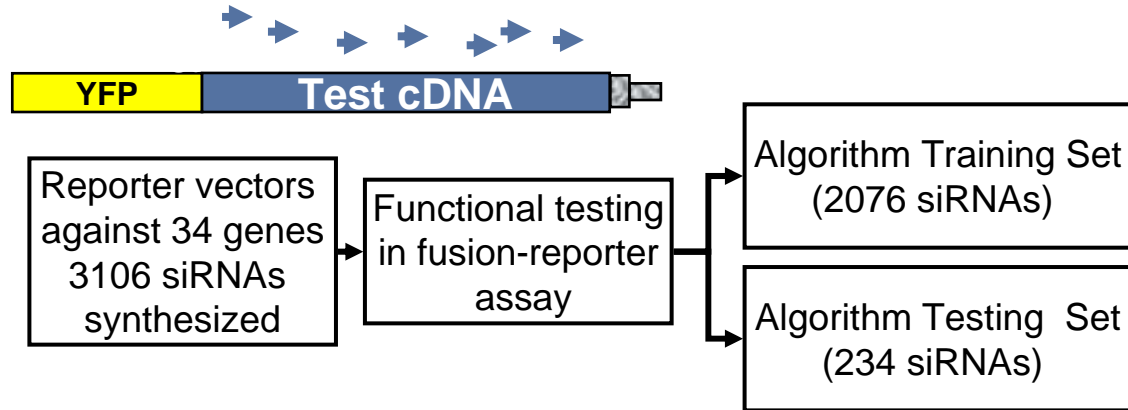 YFP
Test cDNA
Reporter vectors
against 34 genes
3106 siRNAs
synthesized
Functional testing
in fusion-reporter
assay
Algorithm Training Set
(2076 siRNAs)
Algorithm Testing Set
(234 siRNAs)